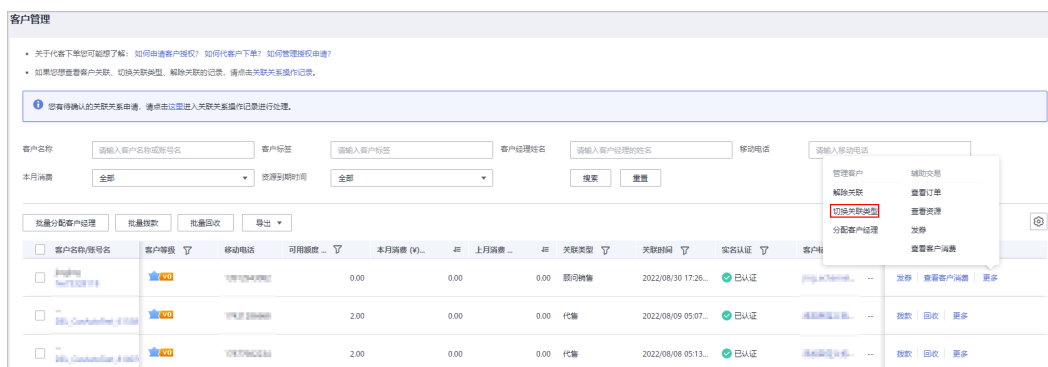 客户管理
• 关于代客下单您可能想了解： 如何申请客户授权？ 如何代客户下单？ 如何管理授权申请？
• 如果您想查看客户关联、切换关联类型、解除关联的记录，请点击关联关系操作记录。
您有待确认的关联关系申请，请点击这里进入关联关系操作记录进行处理。
客户名称 请输入客户名称或账号名 客户标签 请输入客户标签 客户经理姓名 请输入客户经理的姓名 移动电话 请输入移动电话
本月消费 全部 资源到期时间 全部 搜索 重置
管理客户 辅助交易
解除关联 查看订单
切换关联类型 查看资源
分配客户经理 发券
查看客户消费
批量分配客户经理 批量拨款 批量回收 导出
客户名称/账号名 客户等级 移动电话 可用额度 ... 本月消费 (¥)... 上月消费 ... 关联类型 关联时间 实名认证
V0 0.00 0.00 0.00 顾问销售 2022/08/30 17:26... 已认证 -- 发券 查看客户消费 更多
-- V0 2.00 0.00 0.00 代售 2022/08/09 05:07... 已认证 -- 拨款 回收 更多
-- V0 2.00 0.00 0.00 代售 2022/08/08 05:13... 已认证 -- 拨款 回收 更多